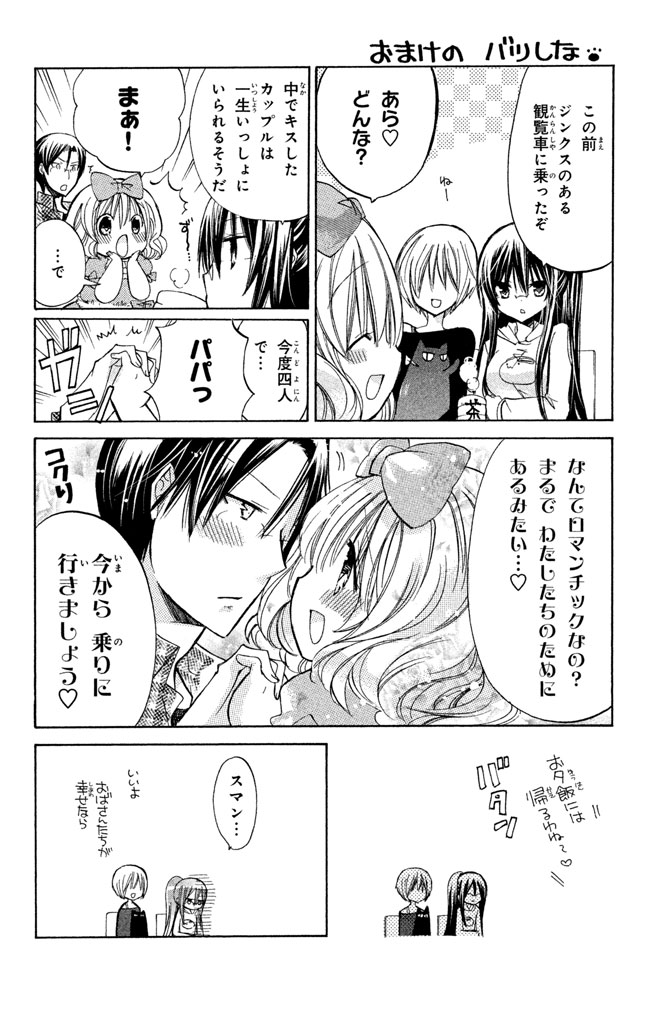 おまけの バツしな
この前
ジンクスのある
観覧車に乗ったぞ
ねー
あら♡
どんな？
茶
中でキスした
カップルは
一生いっしょに
いられるそうだ
ずず…
まぁ！
…で
今度四人
で…
パパっ
ガッ
なんてロマンチックなの？
まるで わたしたちのために
あるみたい…♡
コクリ
今から 乗りに
行きましょう♡
お夕飯には
帰るわね〜♡
バタン
スマン…
いいよ
おばさんたちが
幸せなら